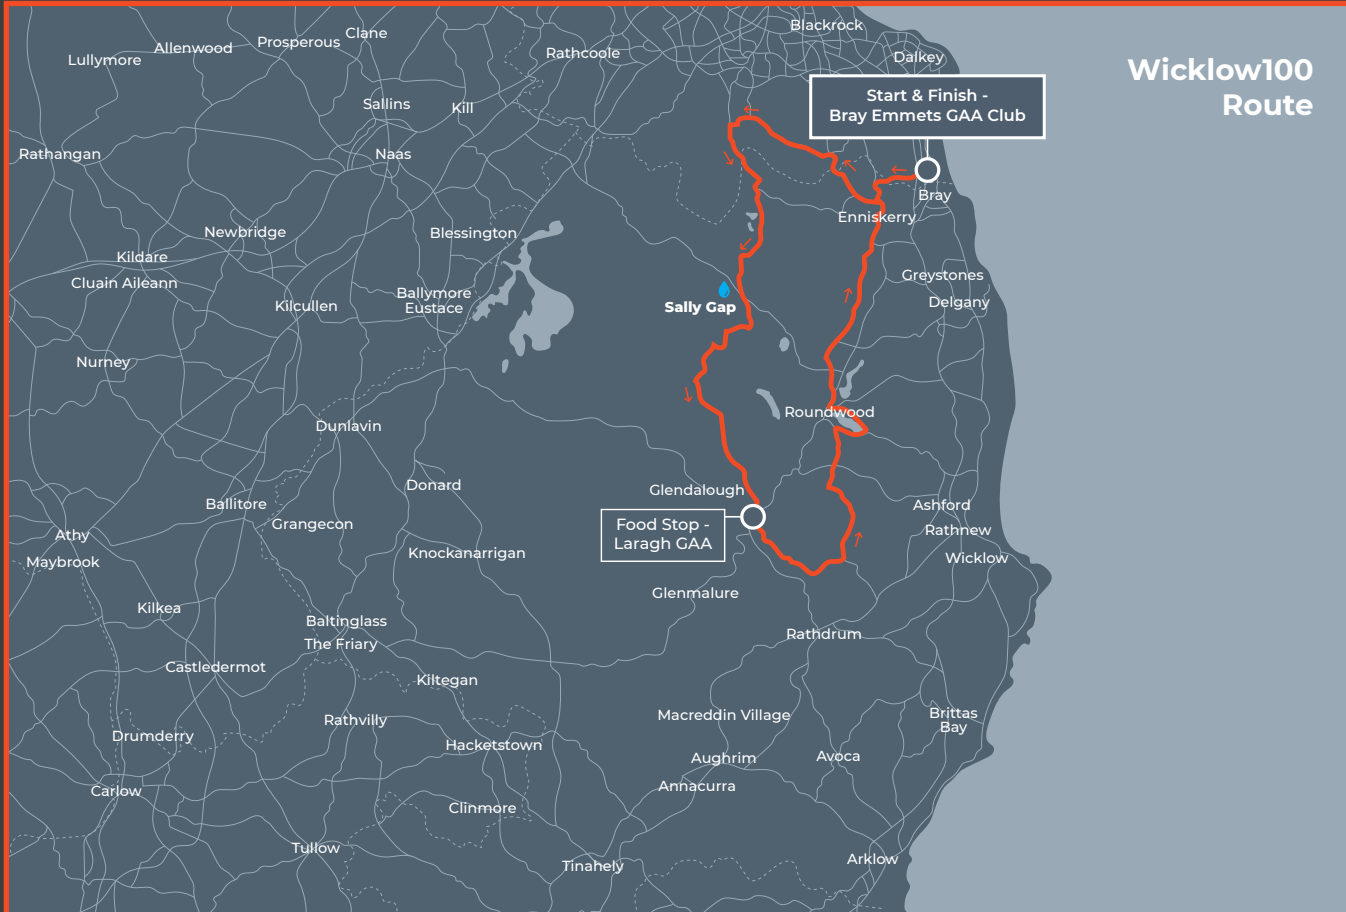 Wicklow100
Route
Start & Finish -
Bray Emmets GAA Club
Blackrock
Dalkey
Clane
Prosperous
Allenwood
Lullymore
Rathcoole
Sallins
Kill
Rathangan
Naas
Bray
Enniskerry
Newbridge
Blessington
Kildare
Cluain Aileann
Greystones
Delgany
Kilcullen
Ballymore
Eustace
Sally Gap
Nurney
Roundwood
Dunlavin
Donard
Glendalough
Ballitore
Ashford
Grangecon
Food Stop -
Laragh GAA
Rathnew
Athy
Knockanarrigan
Wicklow
Maybrook
Glenmalure
Kilkea
Baltinglass
The Friary
Rathdrum
Castledermot
Kiltegan
Rathvilly
Macreddin Village
Brittas
Bay
Drumderry
Hacketstown
Aughrim
Avoca
Annacurra
Carlow
Clinmore
Tullow
Tinahely
Arklow